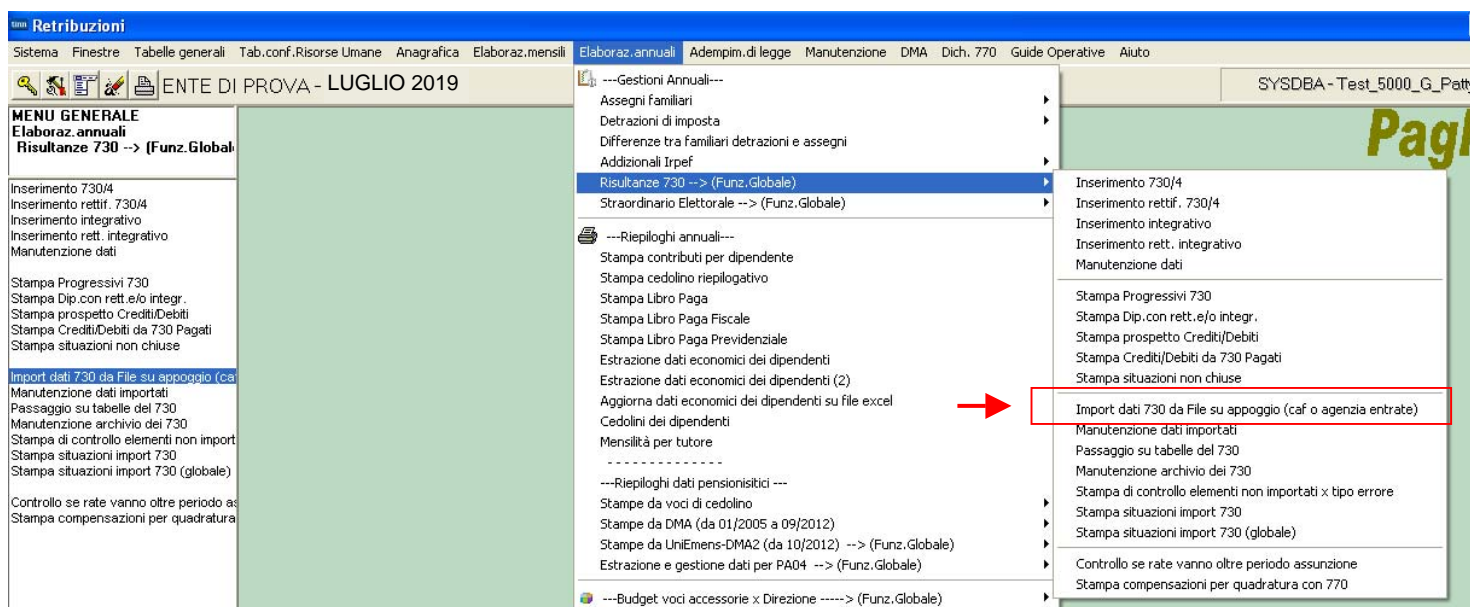 tinn Retribuzioni
Sistema Finestre Tabelle generali Tab.conf.Risorse Umane Anagrafica Elaboraz.mensili Elaboraz.annuali Adempim.di legge Manutenzione DMA Dich. 770 Guide Operative Aiuto
ENTE DI PROVA - LUGLIO 2019
SYSDBA - Test_5000_G_Patty
MENU GENERALE
Elaboraz.annuali
Risultanze 730 --> (Funz.Global
Inserimento 730/4
Inserimento rettif. 730/4
Inserimento integrativo
Inserimento rett. integrativo
Manutenzione dati
Stampa Progressivi 730
Stampa Dip.con rett.e/o integr.
Stampa prospetto Crediti/Debiti
Stampa Crediti/Debiti da 730 Pagati
Stampa situazioni non chiuse
Import dati 730 da File su appoggio (caf
Manutenzione dati importati
Passaggio su tabelle del 730
Manutenzione archivio dei 730
Stampa di controllo elementi non import
Stampa situazioni import 730
Stampa situazioni import 730 (globale)
Controllo se rate vanno oltre periodo as
Stampa compensazioni per quadratura
---Gestioni Annuali---
Assegni familiari
Detrazioni di imposta
Differenze tra familiari detrazioni e assegni
Addizionali Irpef
Risultanze 730 --> (Funz.Globale)
Straordinario Elettorale --> (Funz.Globale)
---Riepiloghi annuali---
Stampa contributi per dipendente
Stampa cedolino riepilogativo
Stampa Libro Paga
Stampa Libro Paga Fiscale
Stampa Libro Paga Previdenziale
Estrazione dati economici dei dipendenti
Estrazione dati economici dei dipendenti (2)
Aggiorna dati economici dei dipendenti su file excel
Cedolini dei dipendenti
Mensilità per tutore
- - - - - - - - - - - - - -
---Riepiloghi dati pensionisitici ---
Stampe da voci di cedolino
Stampe da DMA (da 01/2005 a 09/2012)
Stampe da UniEmens-DMA2 (da 10/2012) --> (Funz.Globale)
Estrazione e gestione dati per PA04 --> (Funz.Globale)
---Budget voci accessorie x Direzione -----> (Funz.Globale)
Pagh
Inserimento 730/4
Inserimento rettif. 730/4
Inserimento integrativo
Inserimento rett. integrativo
Manutenzione dati
Stampa Progressivi 730
Stampa Dip.con rett.e/o integr.
Stampa prospetto Crediti/Debiti
Stampa Crediti/Debiti da 730 Pagati
Stampa situazioni non chiuse
Import dati 730 da File su appoggio (caf o agenzia entrate)
Manutenzione dati importati
Passaggio su tabelle del 730
Manutenzione archivio dei 730
Stampa di controllo elementi non importati x tipo errore
Stampa situazioni import 730
Stampa situazioni import 730 (globale)
Controllo se rate vanno oltre periodo assunzione
Stampa compensazioni per quadratura con 770